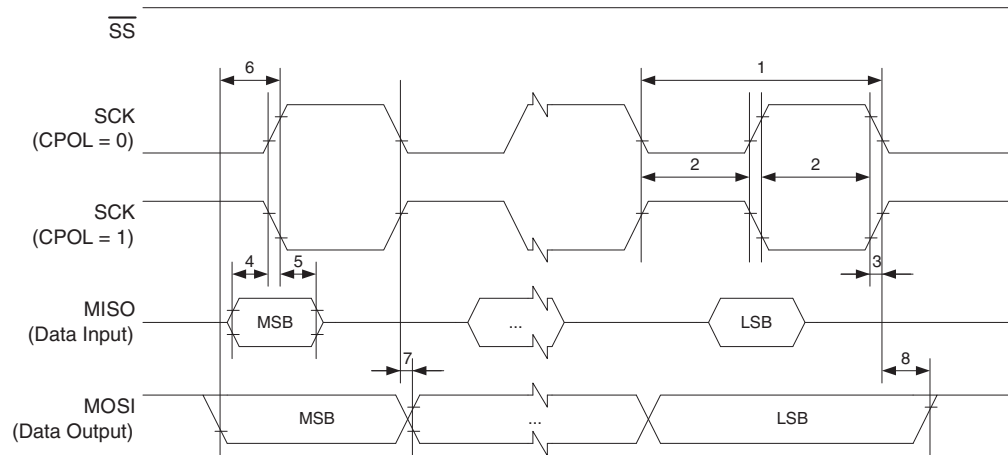 SS
6
1
SCK
(CPOL = 0)
2
2
SCK
(CPOL = 1)
4
5
3
MISO
(Data Input)
MSB
...
LSB
7
8
MOSI
(Data Output)
MSB
...
LSB